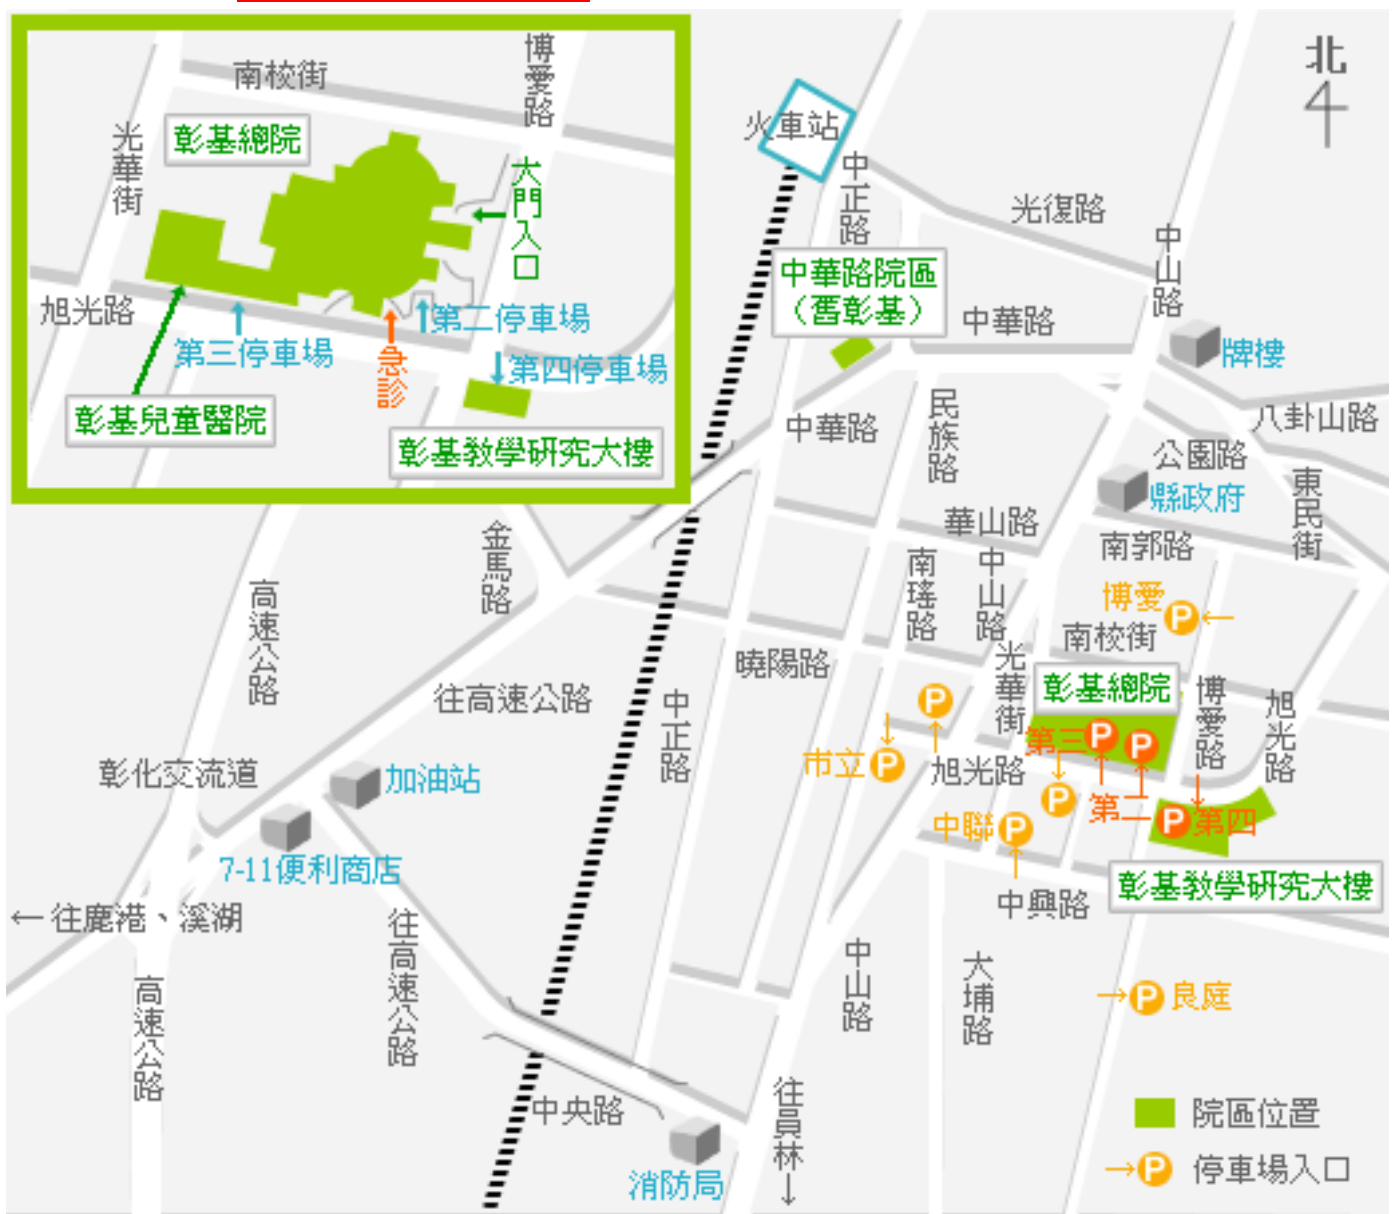 南校街
博愛路
光華街
彰基總院
大門入口
旭光路
第二停車場
第三停車場
急診
第四停車場
彰基兒童醫院
彰基教學研究大樓
北
火車站
中正路
光復路
中山路
中華路院區
（舊彰基）
中華路
牌樓
民族路
中華路
八卦山路
公園路
縣政府
東民街
華山路
南郭路
金馬路
南瑤路
中山路
高速公路
博愛
P
南校街
曉陽路
光華街
彰基總院
往高速公路
中正路
博愛路
旭光路
P
第三
P
P
彰化交流道
加油站
市立
P
旭光路
P
第二
P
第四
中聯
P
7-11便利商店
彰基教學研究大樓
中興路
← 往鹿港、溪湖
往高速公路
中山路
大埔路
高速公路
P
良庭
中央路
往員林
院區位置
消防局
P
停車場入口